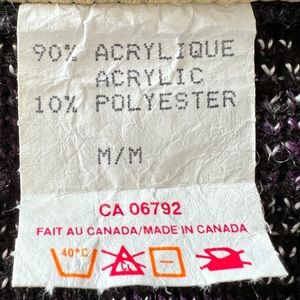 90% ACRYLIQUE
ACRYLIC
10% POLYESTER
M/M
CA 06792
FAIT AU CANADA/MADE IN CANADA
40°C